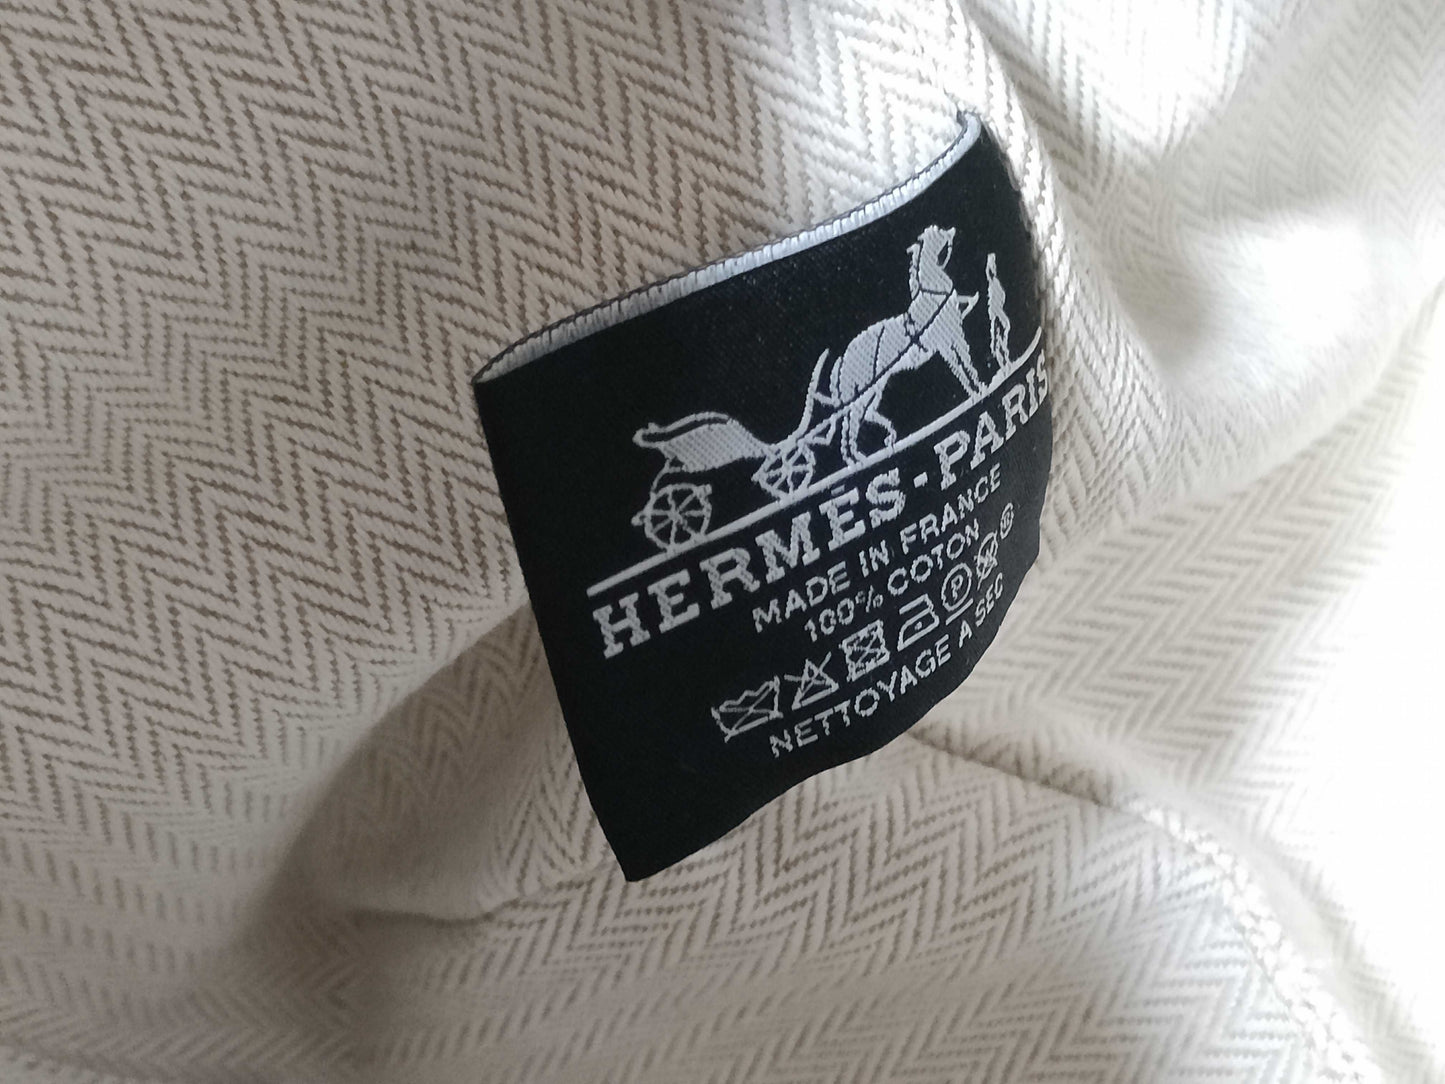 HERMÈS-PARIS
MADE IN FRANCE
100% COTON
P
NETTOYAGE A SEC